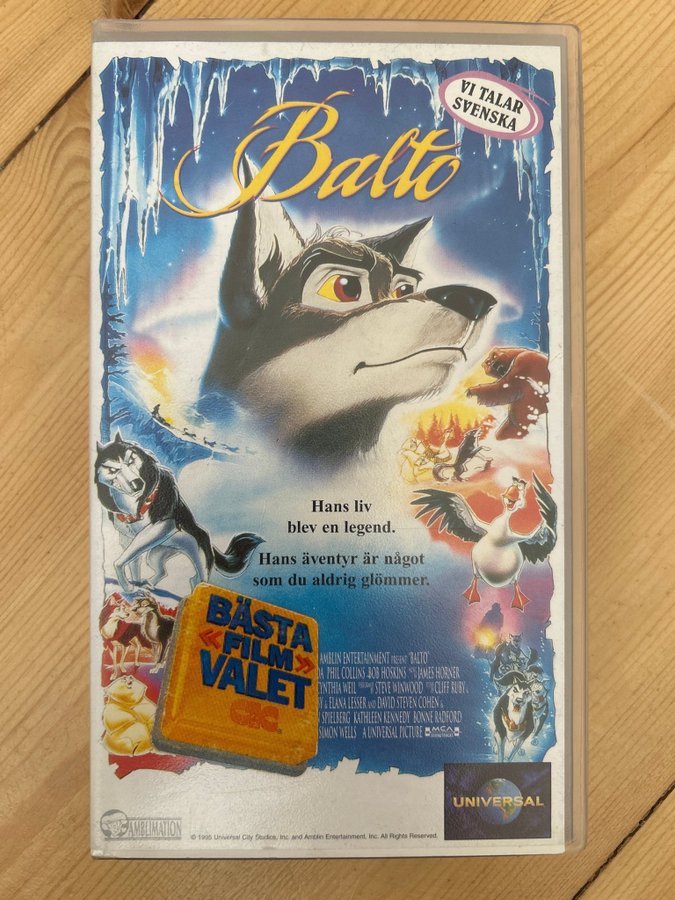 VI TALAR
SVENSKA
Balto
Hans liv
blev en legend.
Hans äventyr är något
som du aldrig glömmer.
BÄSTA
«FILM»
VALET
CIC
AMBLIN ENTERTAINMENT PRESENT "BALTO"
PHIL COLLINS BOB HOSKINS JAMES HORNER
CYNTHIA WEIL STEVE WINWOOD CLIFF RUBY
& ELANA LESSER AND DAVID STEVEN COHEN &
SPIELBERG KATHLEEN KENNEDY BONNE RADFORD
SIMON WELLS A UNIVERSAL PICTURE MCA
UNIVERSAL
AMBLIMATION
© 1995 Universal City Studios, Inc. and Amblin Entertainment, Inc. All Rights Reserved.